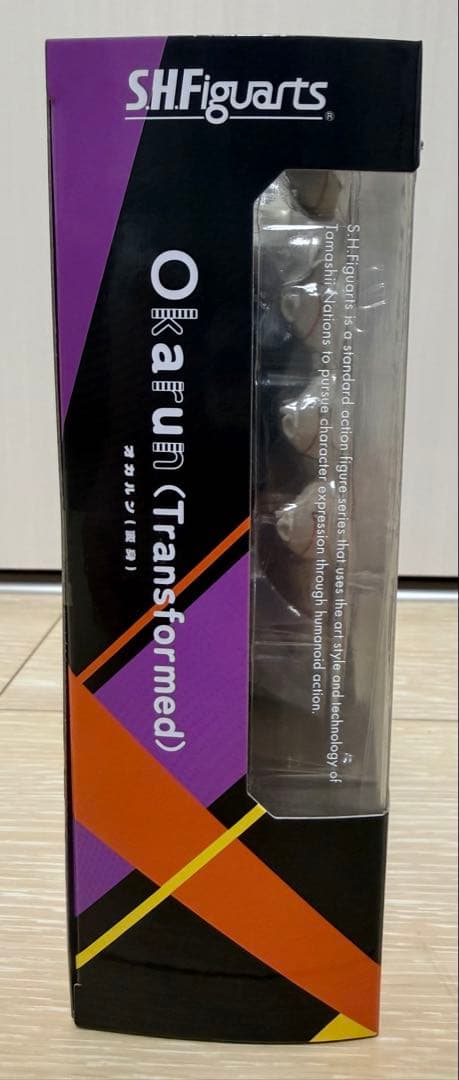 S.H.Figuarts
®
Okarun (Transformed)
オカルン(変身)
S.H.Figuarts is a standard action figure series that uses the art style and technology of
Tamashii Nations to pursue character expression through humanoid action.